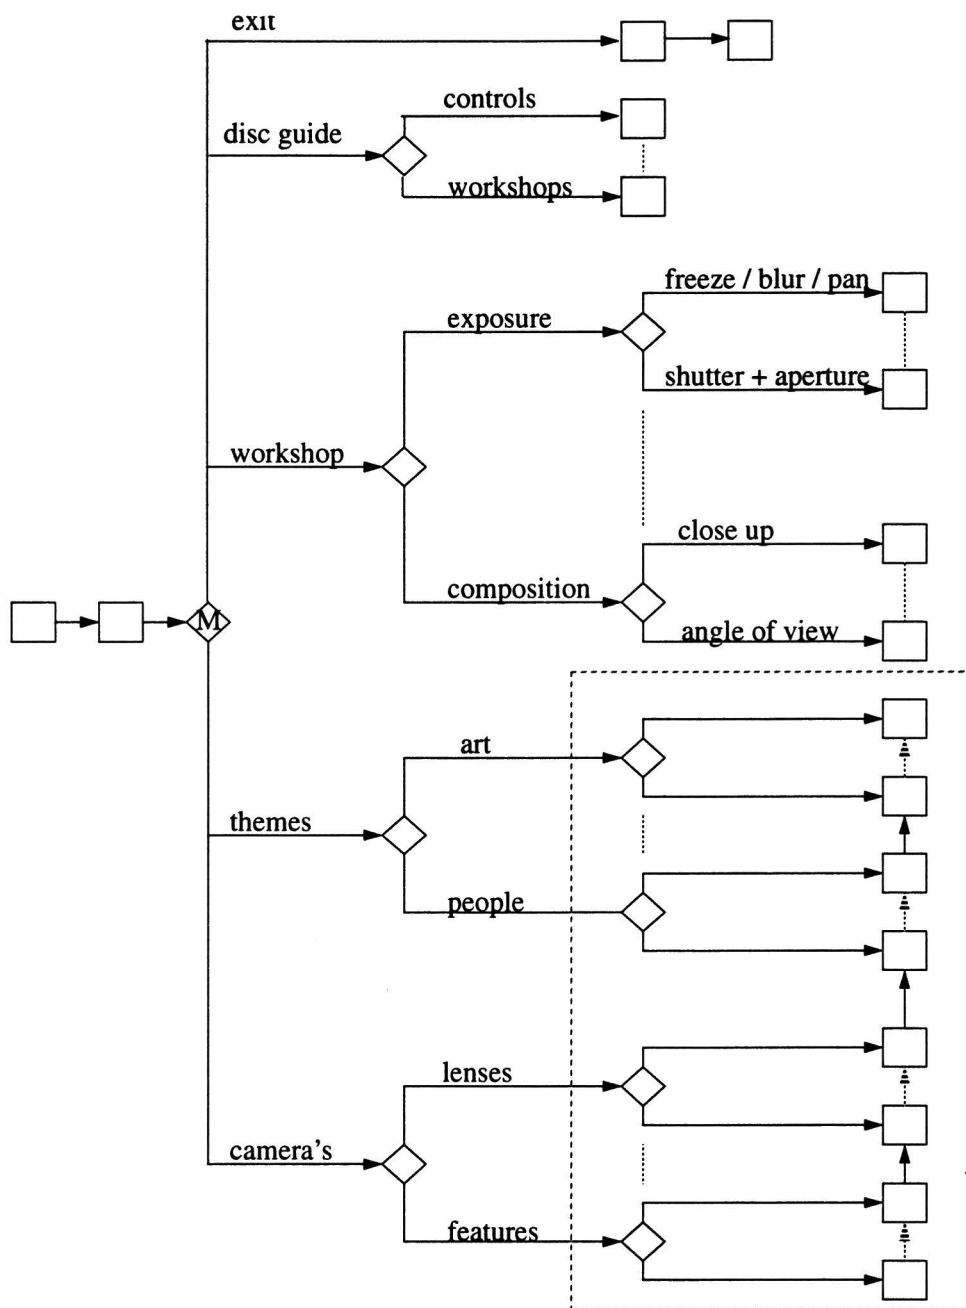 exit
controls
disc guide
workshops
freeze / blur / pan
exposure
shutter + aperture
workshop
close up
composition
M
angle of view
art
themes
people
lenses
camera's
features